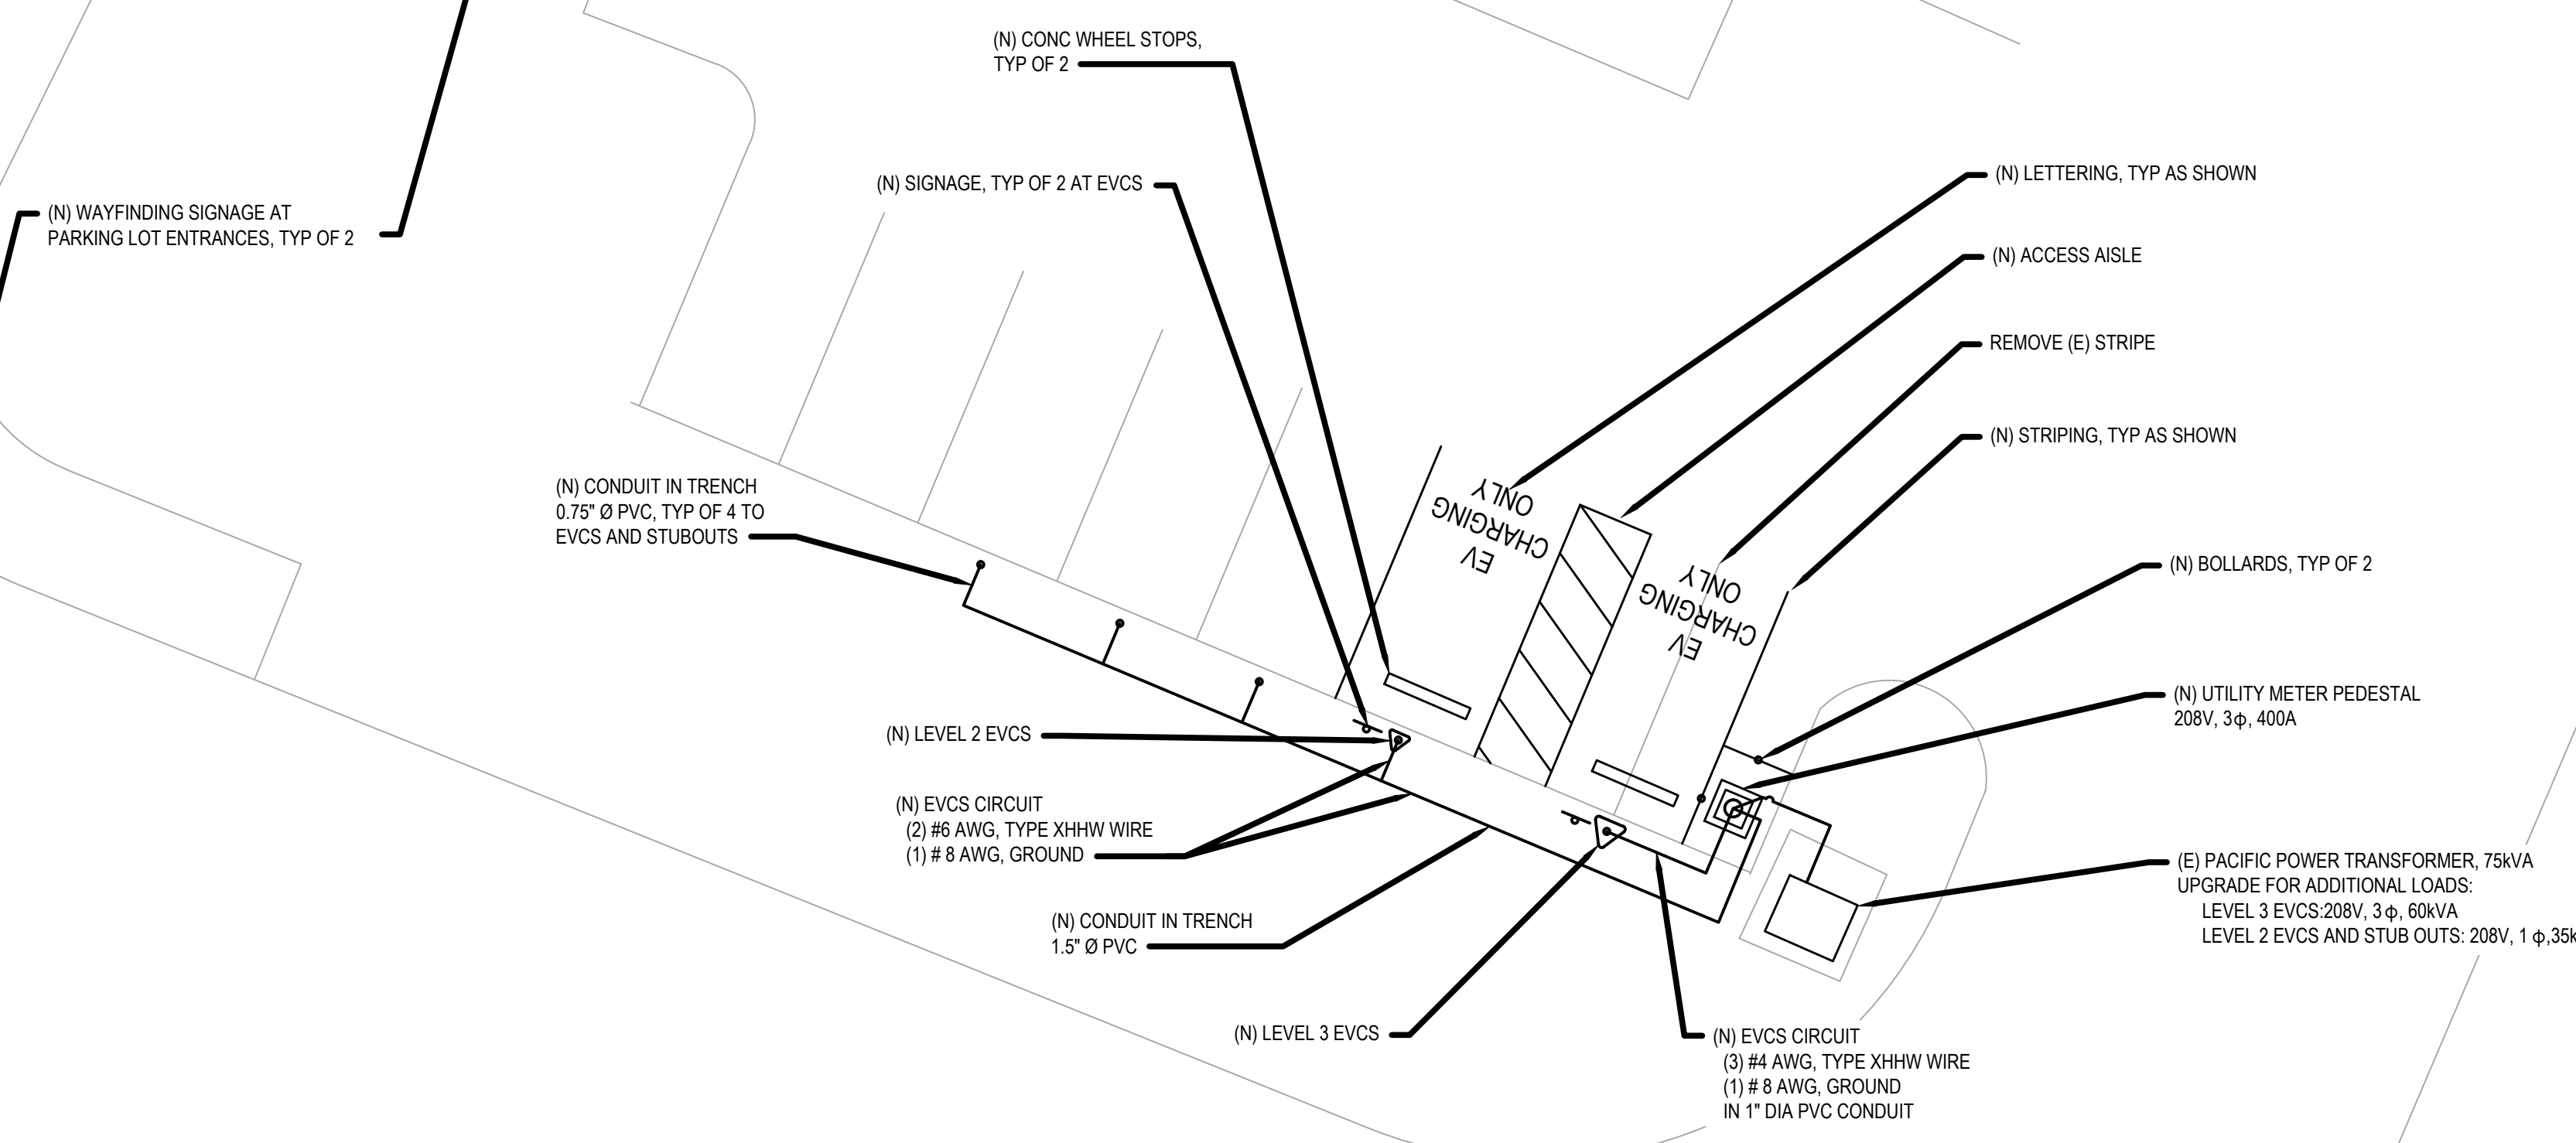 (N) CONC WHEEL STOPS,
TYP OF 2
(N) SIGNAGE, TYP OF 2 AT EVCS
(N) WAYFINDING SIGNAGE AT
PARKING LOT ENTRANCES, TYP OF 2
(N) LETTERING, TYP AS SHOWN
(N) ACCESS AISLE
REMOVE (E) STRIPE
(N) STRIPING, TYP AS SHOWN
(N) CONDUIT IN TRENCH
0.75" Ø PVC, TYP OF 4 TO
EVCS AND STUBOUTS
EV
CHARGING
ONLY
EV
CHARGING
ONLY
(N) BOLLARDS, TYP OF 2
(N) UTILITY METER PEDESTAL
208V, 3ϕ, 400A
(N) LEVEL 2 EVCS
(N) EVCS CIRCUIT
(2) #6 AWG, TYPE XHHW WIRE
(1) # 8 AWG, GROUND
(E) PACIFIC POWER TRANSFORMER, 75kVA
UPGRADE FOR ADDITIONAL LOADS:
LEVEL 3 EVCS:208V, 3 ϕ, 60kVA
LEVEL 2 EVCS AND STUB OUTS: 208V, 1 ϕ,35k
(N) CONDUIT IN TRENCH
1.5" Ø PVC
(N) LEVEL 3 EVCS
(N) EVCS CIRCUIT
(3) #4 AWG, TYPE XHHW WIRE
(1) # 8 AWG, GROUND
IN 1" DIA PVC CONDUIT